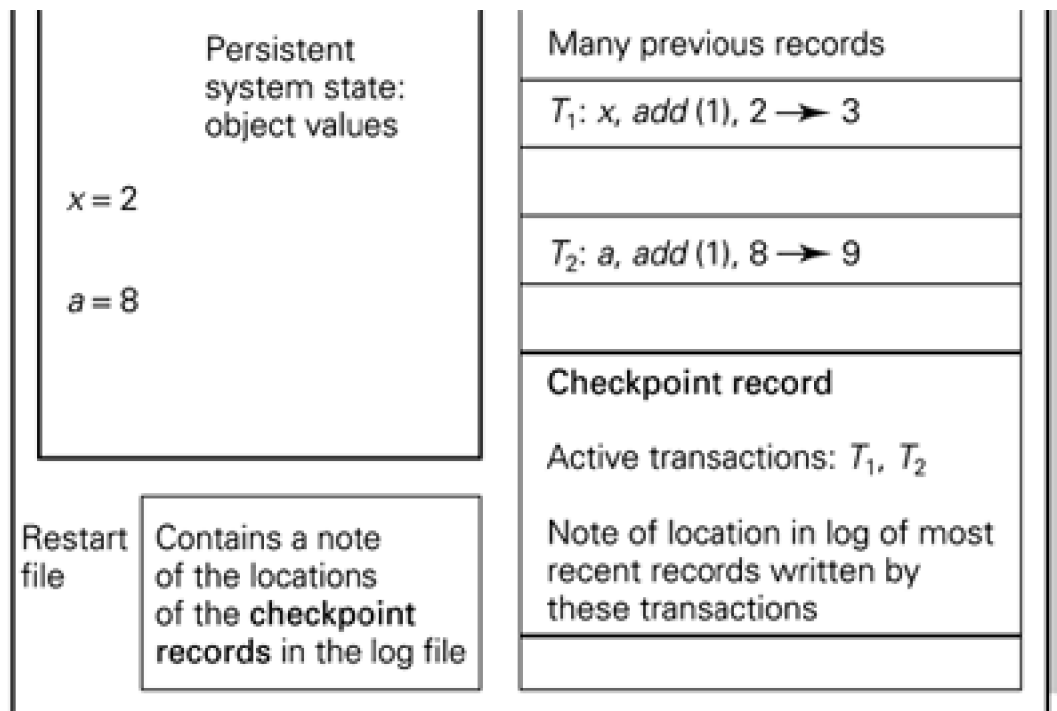 Persistent
system state:
object values
x = 2
a = 8
Restart
file
Contains a note
of the locations
of the checkpoint
records in the log file
Many previous records
T₁: x, add (1), 2 → 3
T₂: a, add (1), 8 → 9
Checkpoint record
Active transactions: T₁, T₂
Note of location in log of most
recent records written by
these transactions